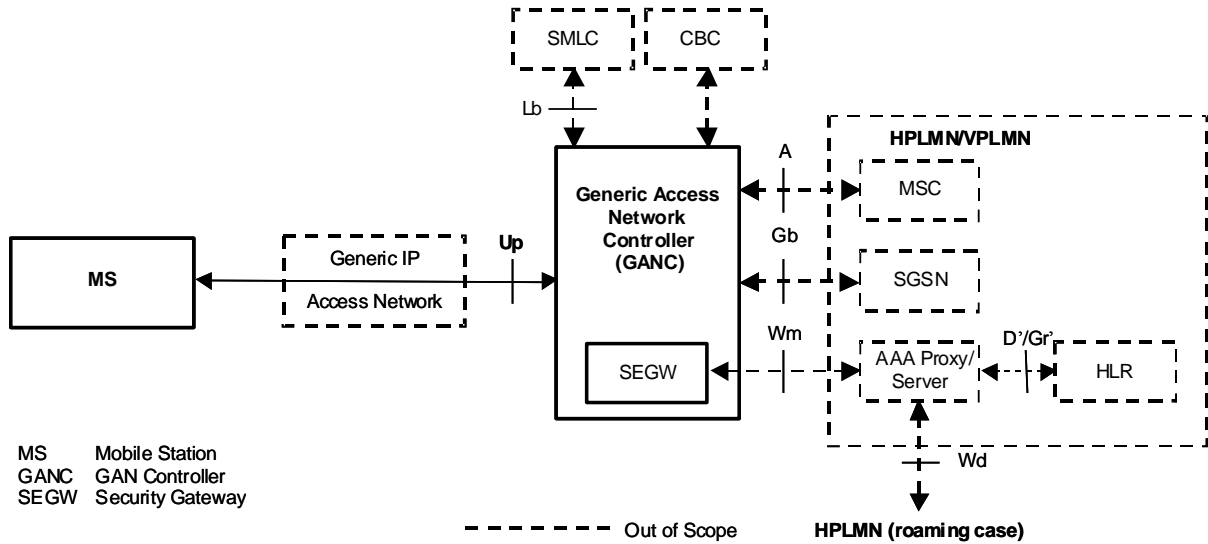 SMLC
CBC
Lb
HPLMN/VPLMN
A
MSC
Generic Access
Network
Controller
(GANC)
Gb
Up
Generic IP
Access Network
MS
SGSN
Wm
D'/Gr'
SEGW
AAA Proxy/
Server
HLR
MS Mobile Station
GANC GAN Controller
SEGW Security Gateway
Wd
Out of Scope
HPLMN (roaming case)